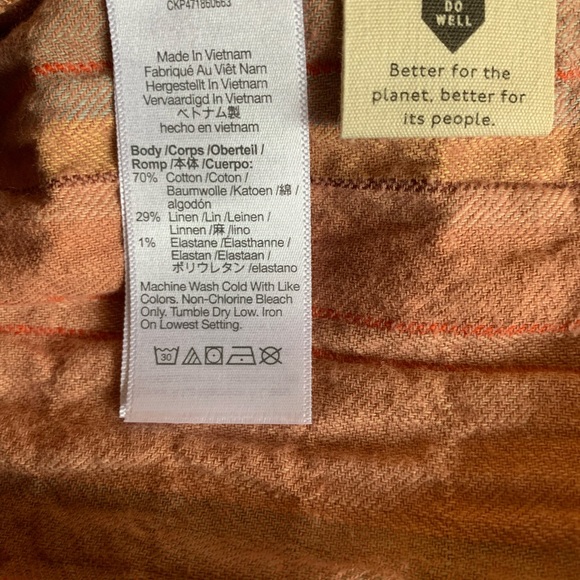 CKP471860663
Made In Vietnam
Fabriqué Au Viêt Nam
Hergestellt In Vietnam
Vervaardigd In Vietnam
ベトナム製
hecho en vietnam
Body /Corps /Oberteil /
Romp /本体 /Cuerpo:
70% Cotton /Coton /
Baumwolle /Katoen /綿 /
algodón
29% Linen /Lin /Leinen /
Linnen /麻 /lino
1% Elastane /Élasthanne /
Elastan /Elastaan /
ポリウレタン /elastano
Machine Wash Cold With Like
Colors. Non-Chlorine Bleach
Only. Tumble Dry Low. Iron
On Lowest Setting.
30
DO
WELL
Better for the
planet, better for
its people.